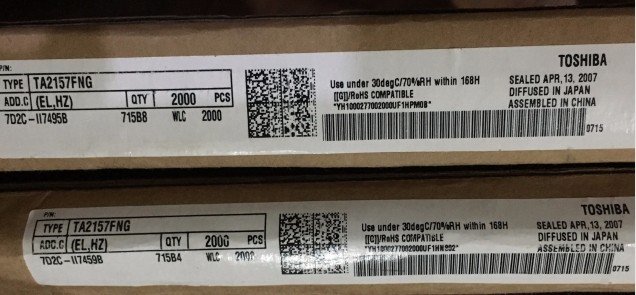 TOSHIBA
P/N:
TYPE TA2157FNG
Use under 30degC/70%RH within 168H
SEALED APR,13, 2007
ADD.C (EL,HZ) QTY 2000 PCS
[[G]]/RoHS COMPATIBLE
DIFFUSED IN JAPAN
7D2C-II7495B 715B8 WLC 2000
"YH1000277002000UF1HPM0B"
ASSEMBLED IN CHINA
0715
TOSHIBA
P/N:
TYPE TA2157FNG
Use under 30degC/70%RH within 168H
SEALED APR,13, 2007
ADD.C (EL,HZ) QTY 2000 PCS
[[G]]/RoHS COMPATIBLE
DIFFUSED IN JAPAN
7D2C-II7459B 715B4 WLC 2000
ASSEMBLED IN CHINA
0715